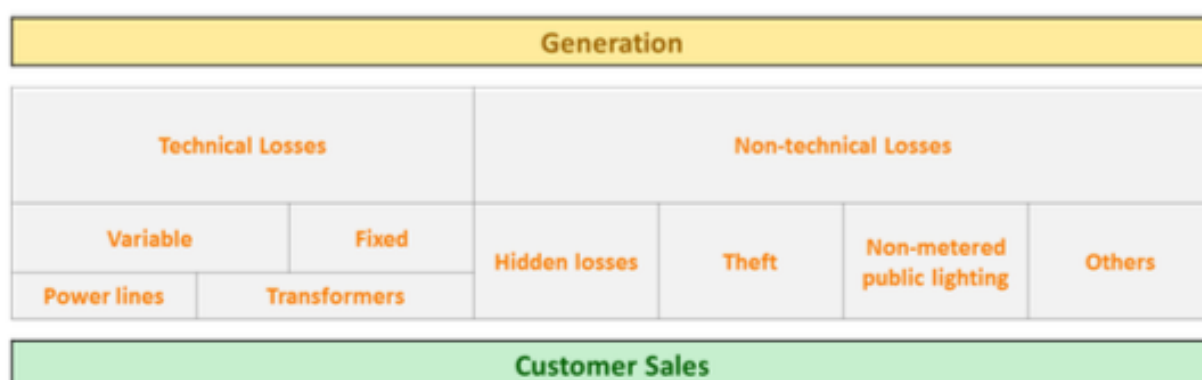 Generation
Technical Losses
Non-technical Losses
Variable
Fixed
Hidden losses
Theft
Non-metered
public lighting
Others
Power lines
Transformers
Customer Sales